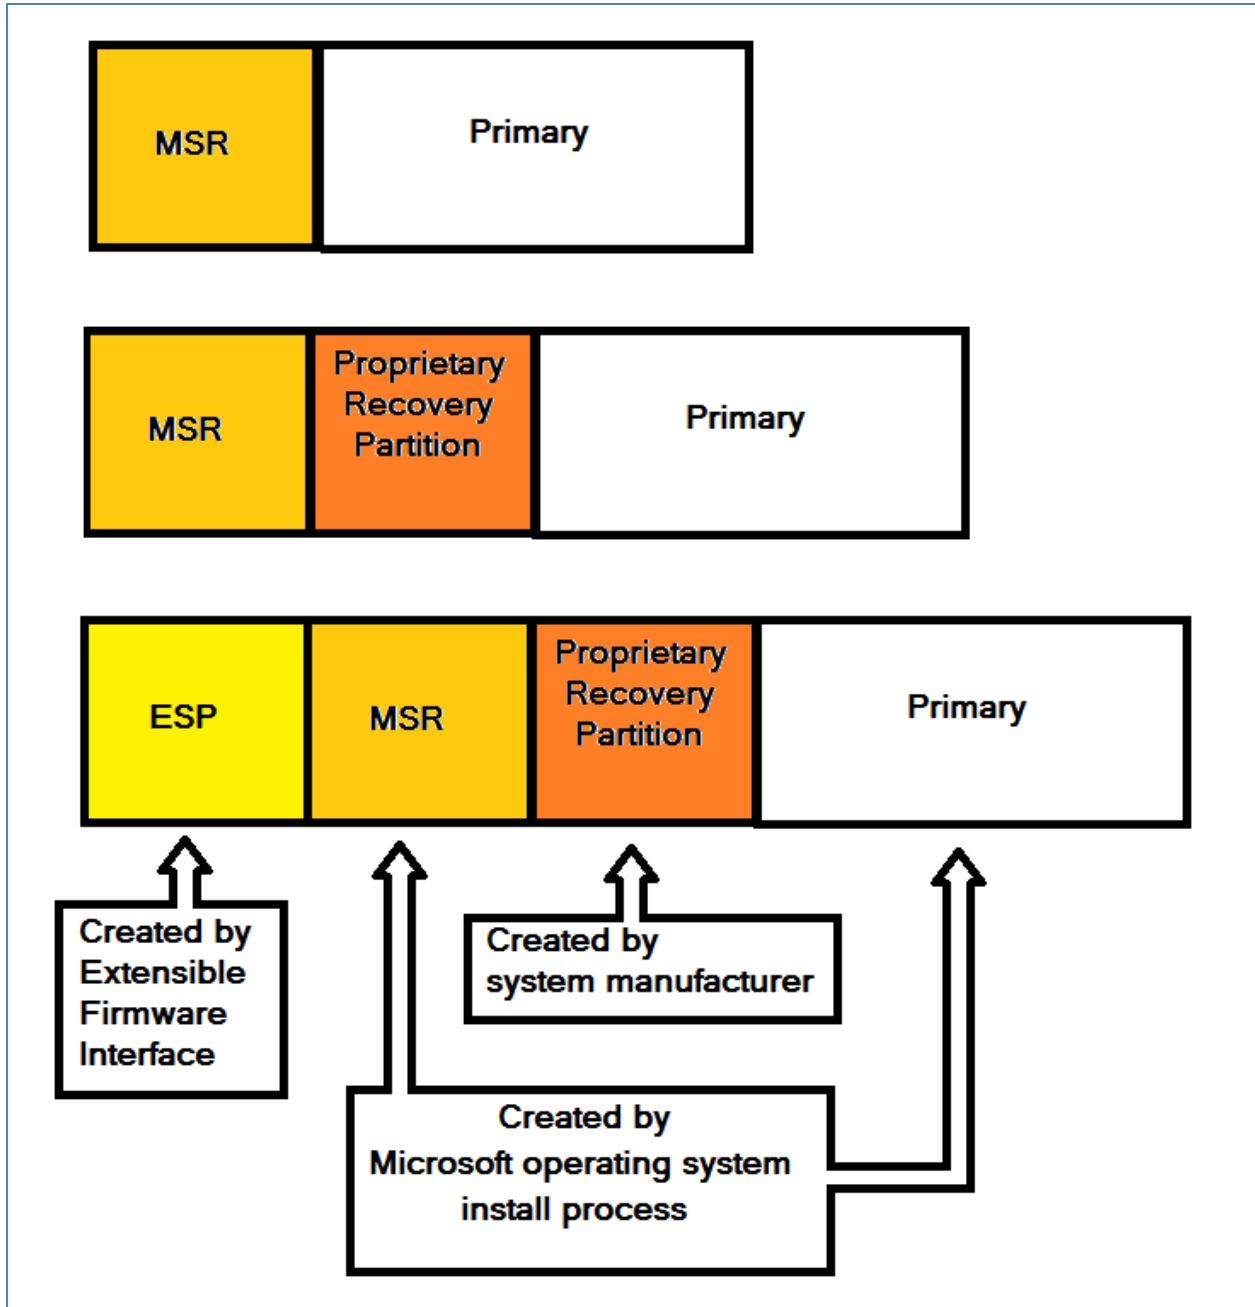 MSR
Primary
MSR
Proprietary
Recovery
Partition
Primary
ESP
MSR
Proprietary
Recovery
Partition
Primary
Created by
Extensible
Firmware
Interface
Created by
system manufacturer
Created by
Microsoft operating system
install process